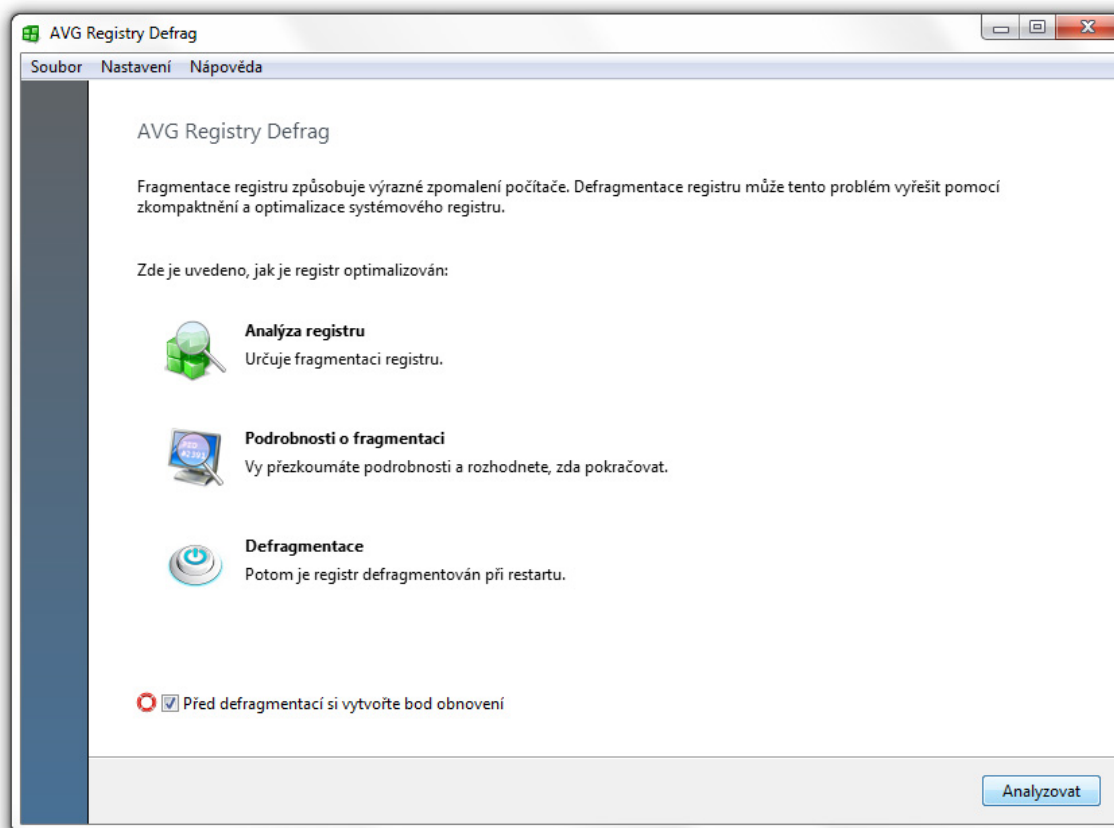 AVG Registry Defrag
Soubor Nastavení Nápověda
AVG Registry Defrag
Fragmentace registru způsobuje výrazné zpomalení počítače. Defragmentace registru může tento problém vyřešit pomocí
zkompaktnění a optimalizace systémového registru.
Zde je uvedeno, jak je registr optimalizován:
Analýza registru
Určuje fragmentaci registru.
Podrobnosti o fragmentaci
Vy přezkoumáte podrobnosti a rozhodnete, zda pokračovat.
Defragmentace
Potom je registr defragmentován při restartu.
Před defragmentací si vytvořte bod obnovení
Analyzovat